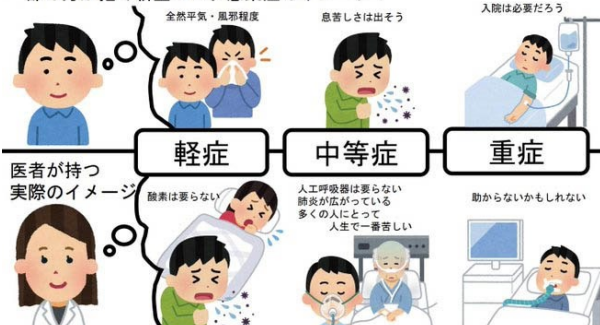 全然平気・風邪程度
息苦しさは出そう
入院は必要だろう
軽症
中等症
重症
医者が持つ
実際のイメージ
酸素は要らない
人工呼吸器は要らない
肺炎が広がっている
多くの人にとって
人生で一番苦しい
助からないかもしれない